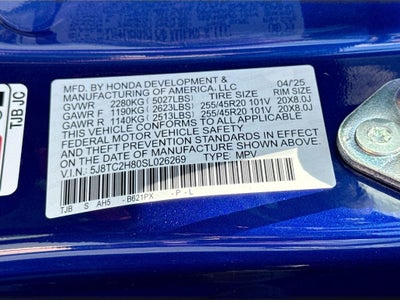 MFD. BY HONDA DEVELOPMENT & 04/'25
MANUFACTURING OF AMERICA, LLC
GVWR 2280KG( 5027LBS) TIRE SIZE RIM SIZE
GAWR F 1190KG( 2623LBS) 255/45R20 101V 20X8.0J
GAWR R 1140KG( 2513LBS) 255/45R20 101V 20X8.0J
THIS VEHICLE CONFORMS TO ALL APPLICABLE
FEDERAL MOTOR VEHICLE SAFETY
AND THEFT PREVENTION STANDARDS IN
EFFECT ON THE DATE OF MANUFACTURE SHOWN ABOVE.
V.I.N.: 5J8TC2H80SL026269 TYPE: MPV
TJB S AH5 - B621PX - P - L
TJB JC